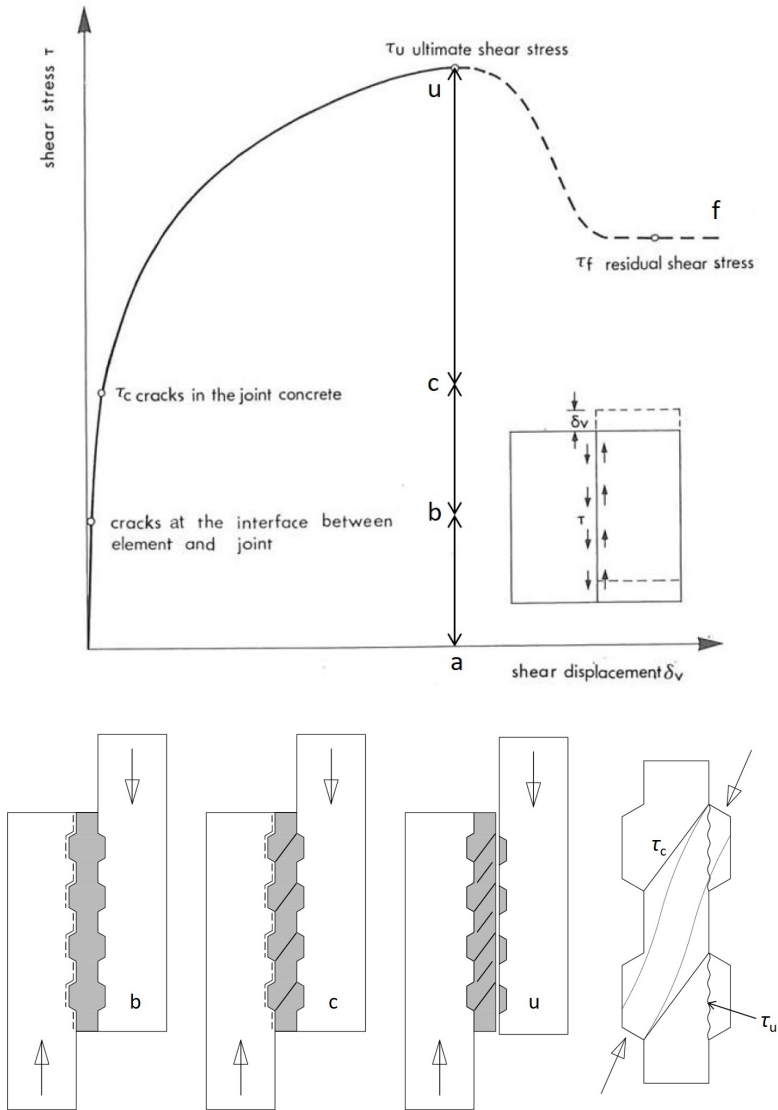 shear stress τ
τu ultimate shear stress
u
f
τf residual shear stress
c
τc cracks in the joint concrete
δv
b
cracks at the interface between
element and joint
τ
a
shear displacement δv
τc
b
c
u
τu